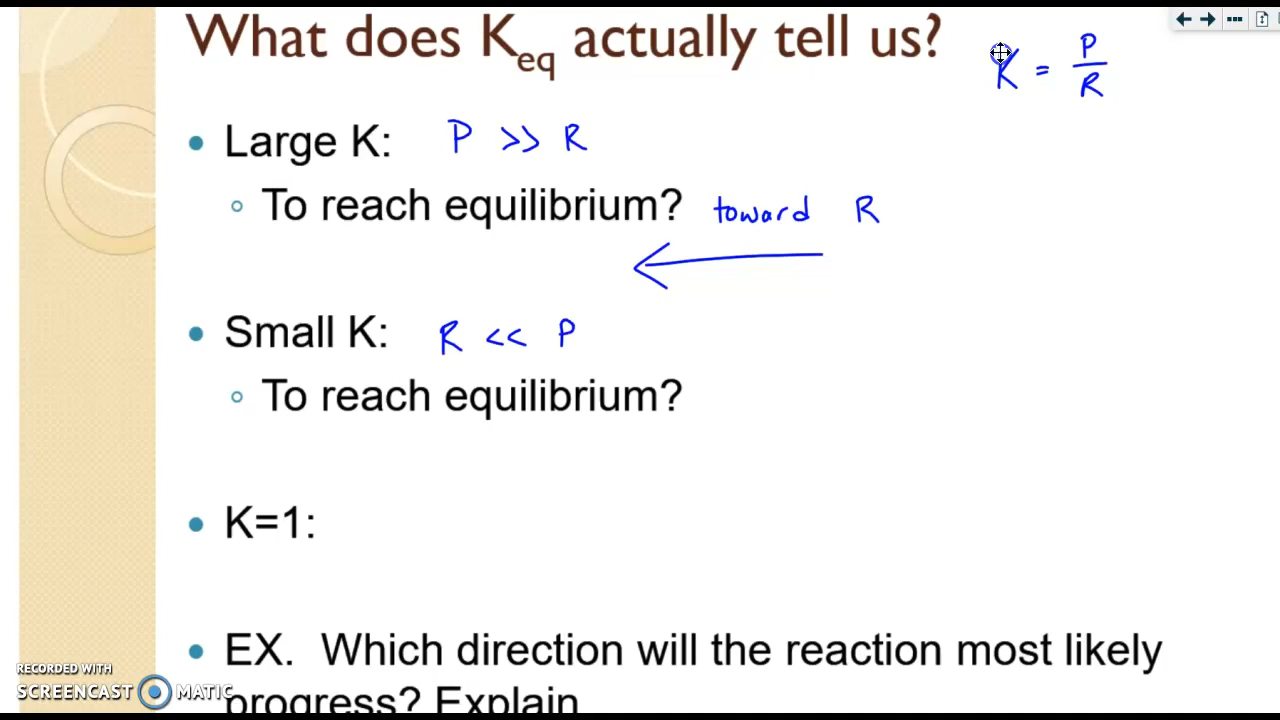 What does Keq actually tell us?
K = P/R
• Large K: P >> R
◦ To reach equilibrium? toward R
• Small K: R << P
◦ To reach equilibrium?
• K=1:
• EX. Which direction will the reaction most likely
progress? Explain
RECORDED WITH
SCREENCAST MATIC